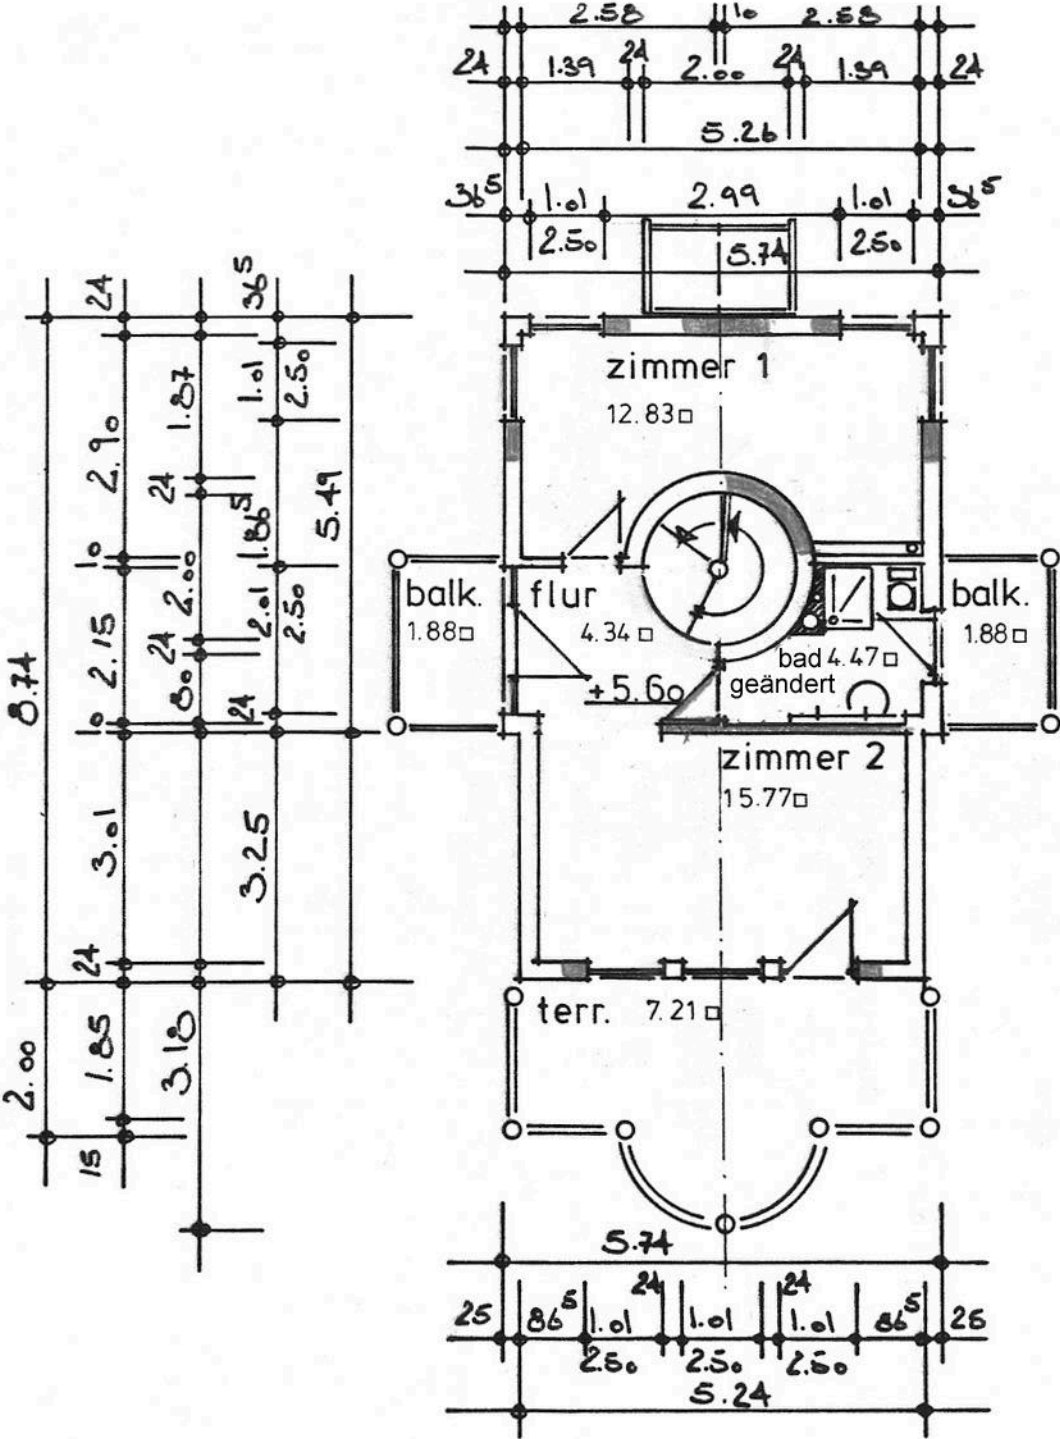 2.58 10 2.58
24 1.39 24 2.00 24 1.39 24
5.26
36⁵ 1.01 2.99 1.01 36⁵
2.50 2.50
5.74
24
36⁵
1.87
1.01
2.50
2.90
24
5.49
1.86⁵
10
2.00
2.01
2.50
2.15
24
8.74
80
24
10
3.01
3.25
24
2.00
1.85
3.18
15
zimmer 1
12.83□
balk.
1.88□
flur
4.34□
+5.60
bad 4.47□
geändert
balk.
1.88□
zimmer 2
15.77□
terr. 7.21□
5.74
25 86⁵ 1.01 24 1.01 24 1.01 86⁵ 25
2.50 2.50 2.50
5.24